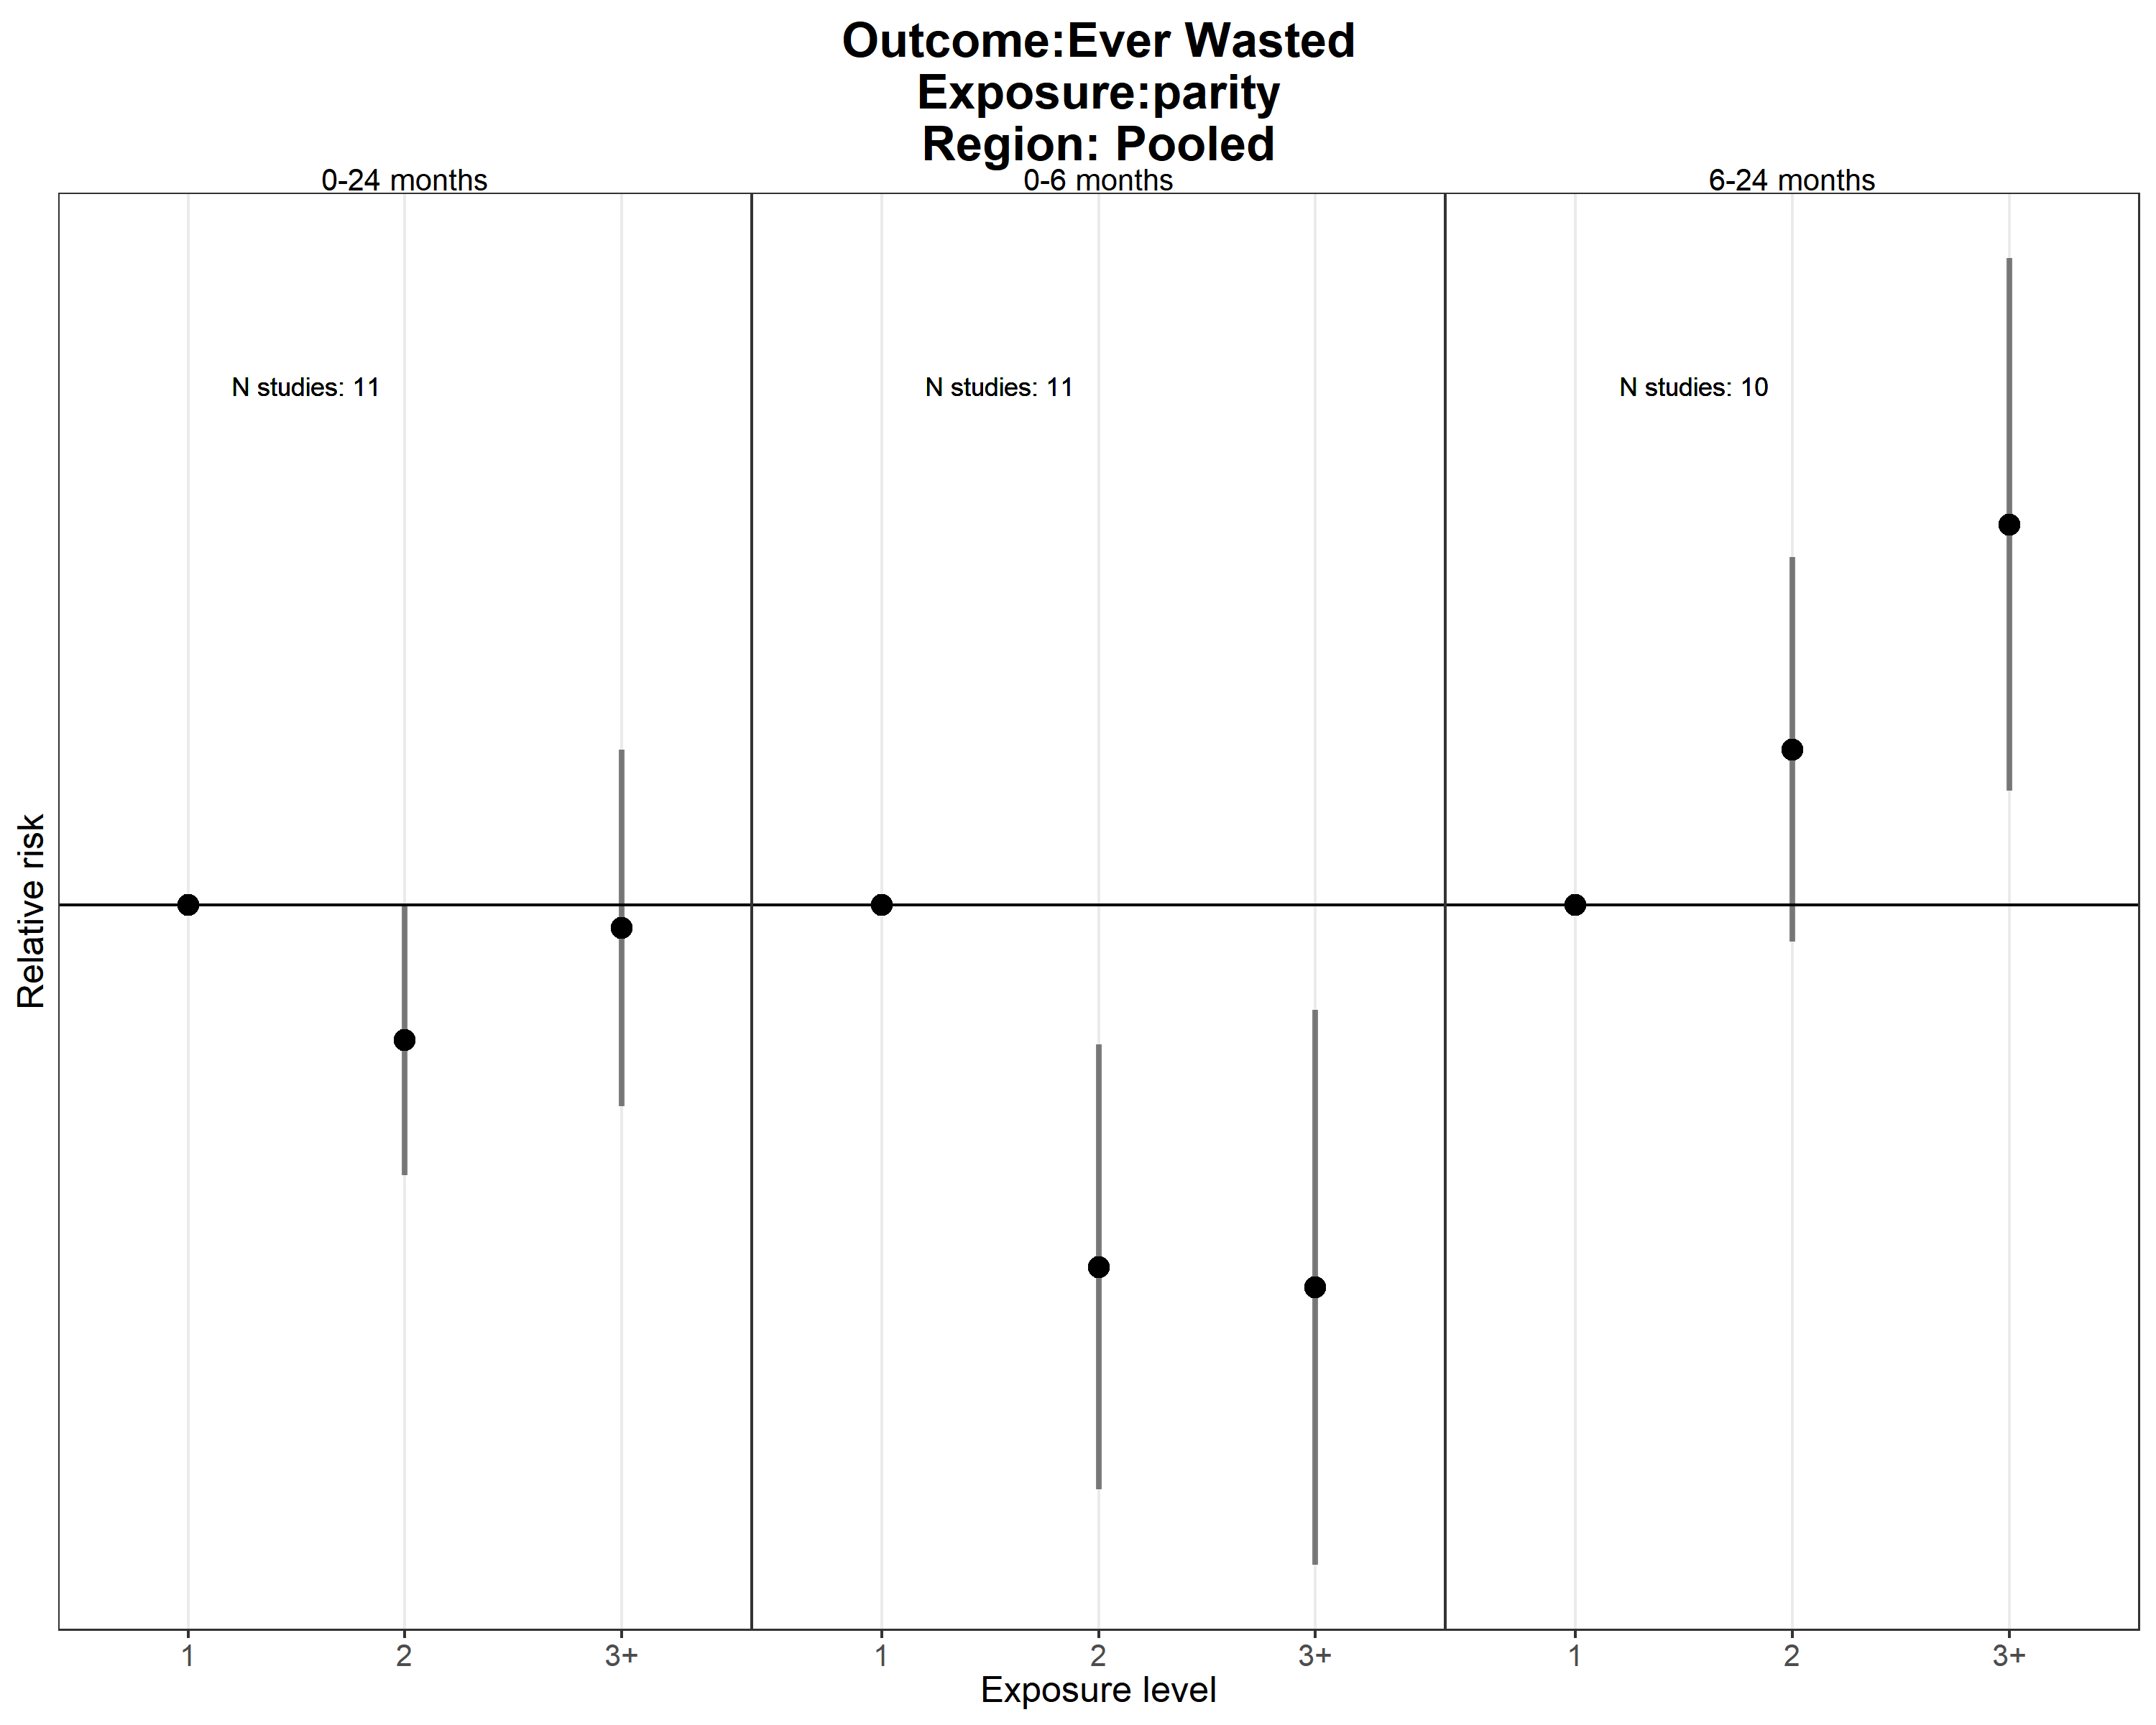 Outcome:Ever Wasted
Exposure:parity
Region: Pooled
0-24 months
0-6 months
6-24 months
N studies: 11
N studies: 11
N studies: 10
Relative risk
1
2
3+
1
2
3+
1
2
3+
Exposure level